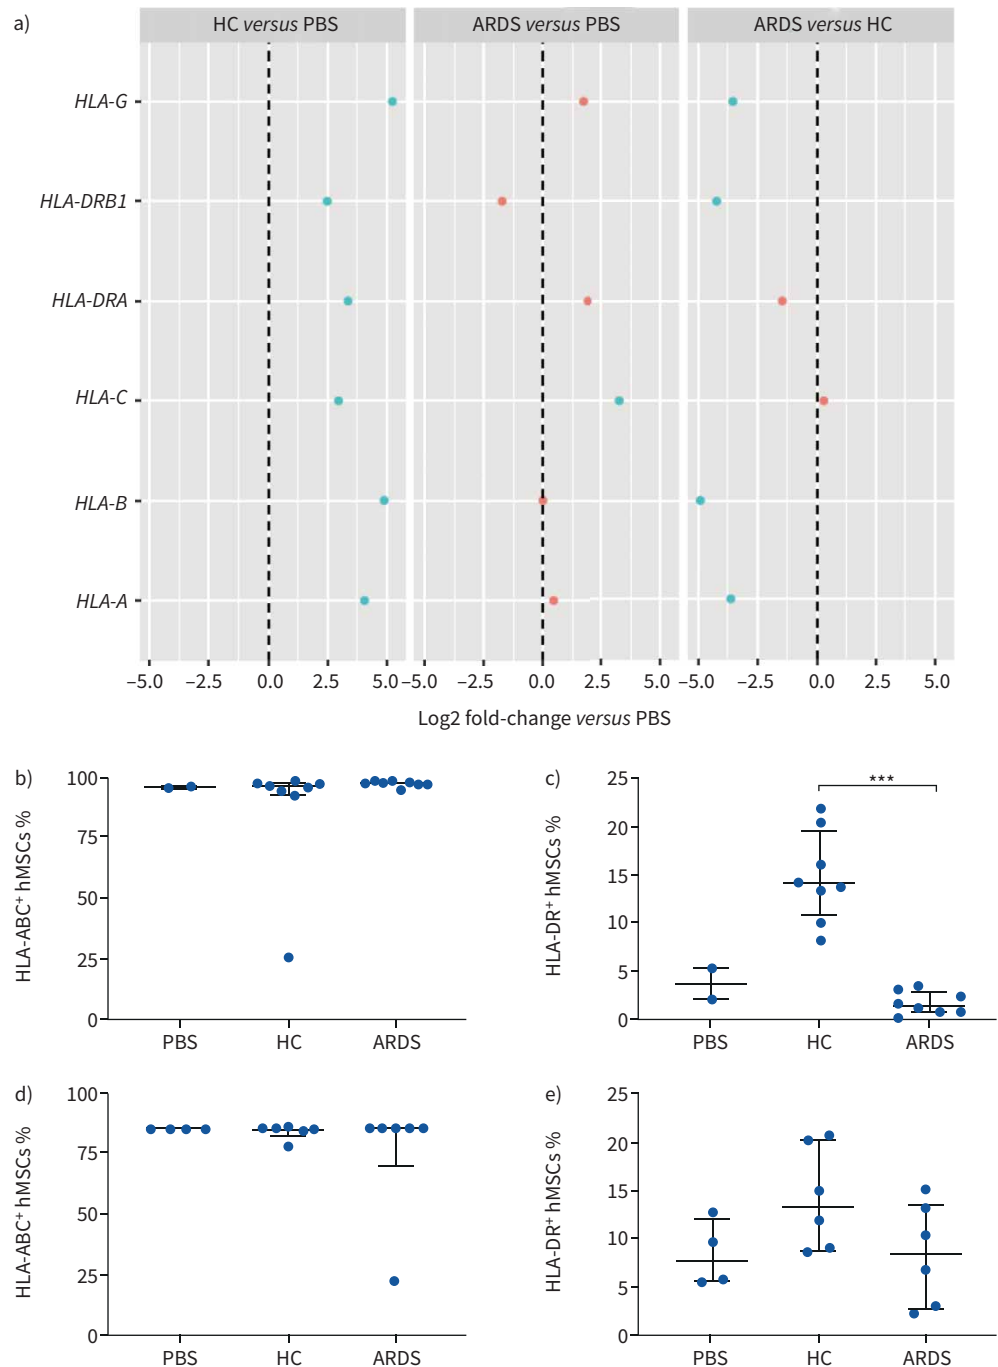 a)
HC versus PBS ARDS versus PBS ARDS versus HC
HLA-G
HLA-DRB1
HLA-DRA
HLA-C
HLA-B
HLA-A
–5.0 –2.5 0.0 2.5 5.0 –5.0 –2.5 0.0 2.5 5.0 –5.0 –2.5 0.0 2.5 5.0
Log2 fold-change versus PBS
b)
HLA-ABC⁺ hMSCs %
100
75
50
25
0
PBS HC ARDS
c)
HLA-DR⁺ hMSCs %
25
20
15
10
5
0
***
PBS HC ARDS
d)
HLA-ABC⁺ hMSCs %
100
75
50
25
0
PBS HC ARDS
e)
HLA-DR⁺ hMSCs %
25
20
15
10
5
0
PBS HC ARDS